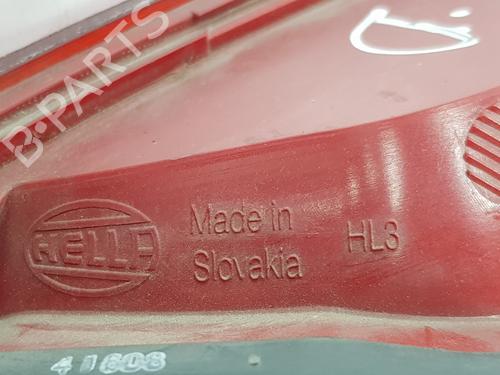 B-PARTS
HELLA
Made in
Slovakia
HL3
41608